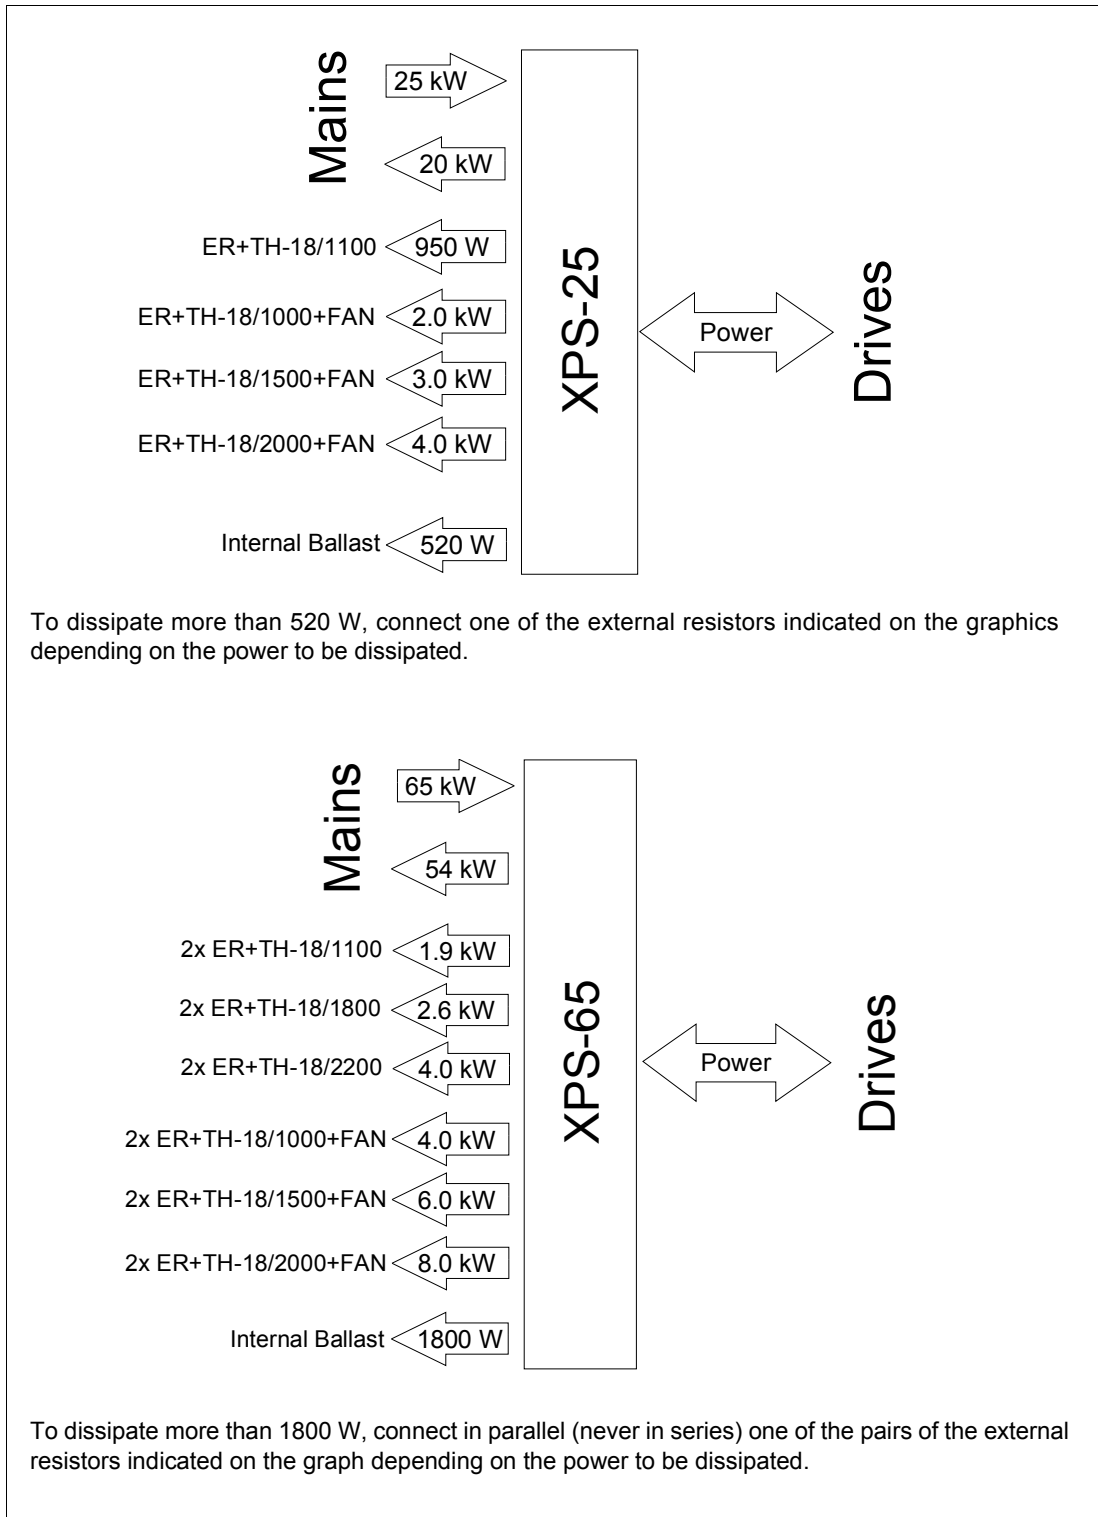 Mains
25 kW
20 kW
ER+TH-18/1100
950 W
ER+TH-18/1000+FAN
2.0 kW
ER+TH-18/1500+FAN
3.0 kW
ER+TH-18/2000+FAN
4.0 kW
Internal Ballast
520 W
XPS-25
Power
Drives
To dissipate more than 520 W, connect one of the external resistors indicated on the graphics
depending on the power to be dissipated.
Mains
65 kW
54 kW
2x ER+TH-18/1100
1.9 kW
2x ER+TH-18/1800
2.6 kW
2x ER+TH-18/2200
4.0 kW
2x ER+TH-18/1000+FAN
4.0 kW
2x ER+TH-18/1500+FAN
6.0 kW
2x ER+TH-18/2000+FAN
8.0 kW
Internal Ballast
1800 W
XPS-65
Power
Drives
To dissipate more than 1800 W, connect in parallel (never in series) one of the pairs of the external
resistors indicated on the graph depending on the power to be dissipated.